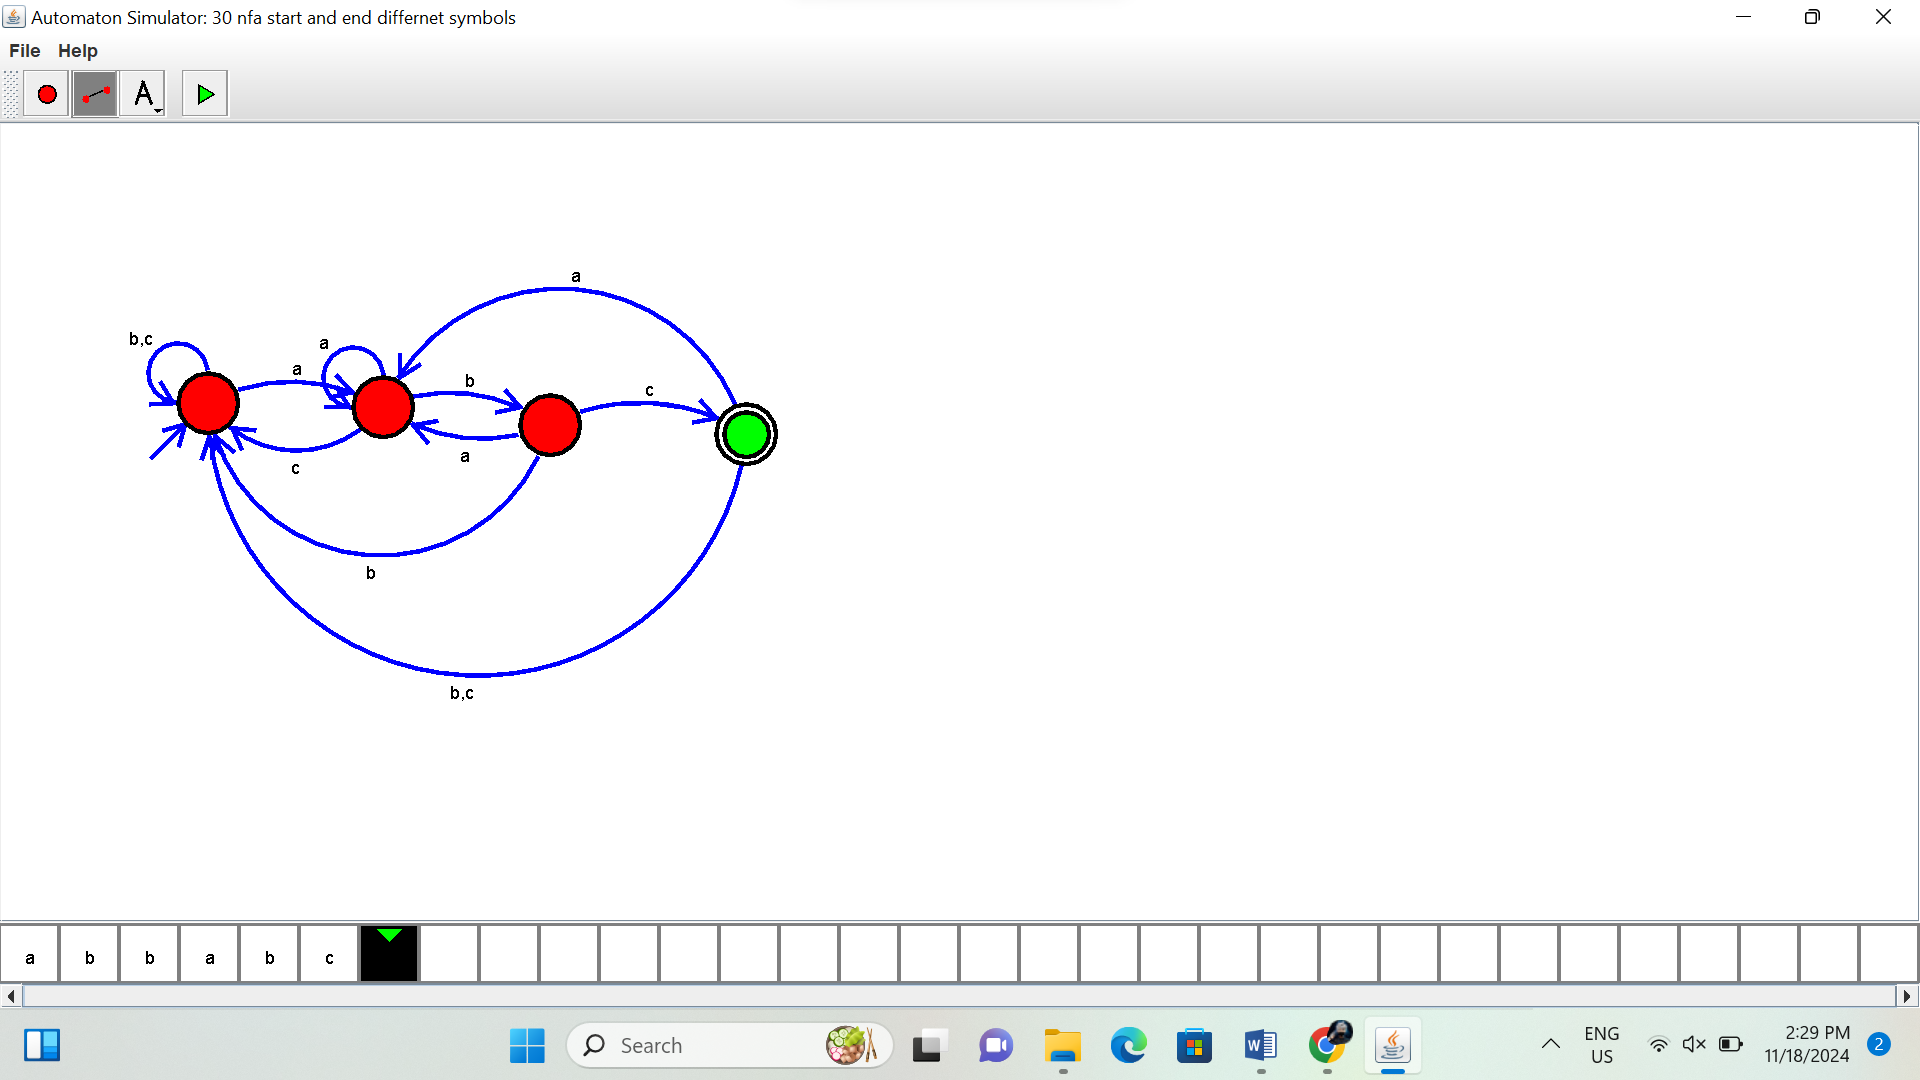 Automaton Simulator: 30 nfa start and end differnet symbols
File Help
A
a
b,c
a
a
b
c
a
c
b
b,c
a b b a b c
Search
ENG
US
2:29 PM
11/18/2024
2